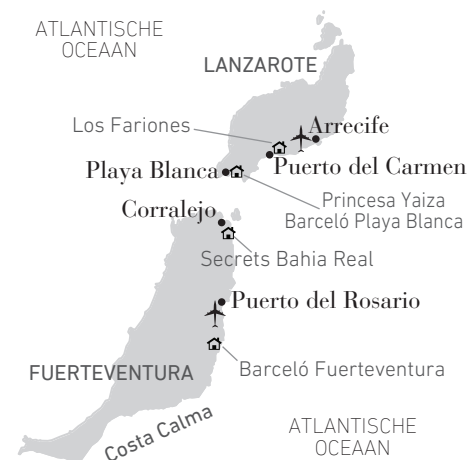 ATLANTISCHE
OCEAAN
LANZAROTE
Los Fariones
Arrecife
Puerto del Carmen
Playa Blanca
Princesa Yaiza
Barceló Playa Blanca
Corralejo
Secrets Bahia Real
Puerto del Rosario
FUERTEVENTURA
Barceló Fuerteventura
Costa Calma
ATLANTISCHE
OCEAAN